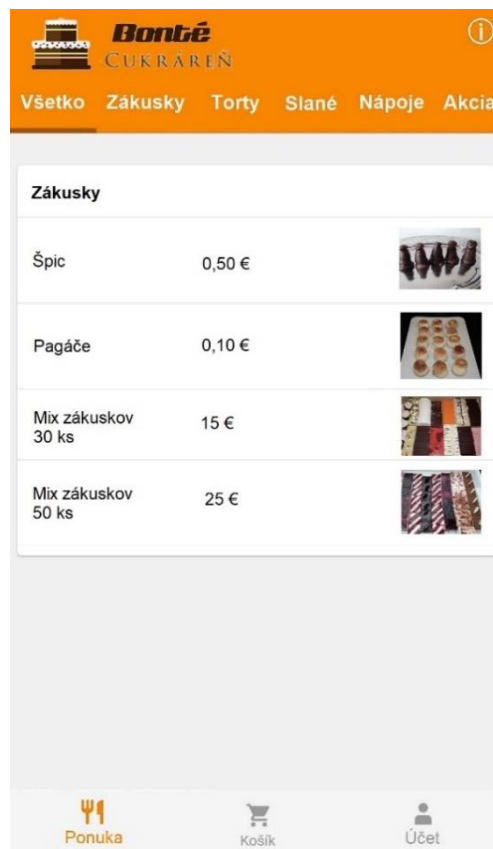 Bonté
CUKRÁREŇ
Všetko Zákusky Torty Slané Nápoje Akcia
Zákusky
Špic 0,50 €
Pagáče 0,10 €
Mix zákuskov
30 ks 15 €
Mix zákuskov
50 ks 25 €
Ponuka Košík Účet